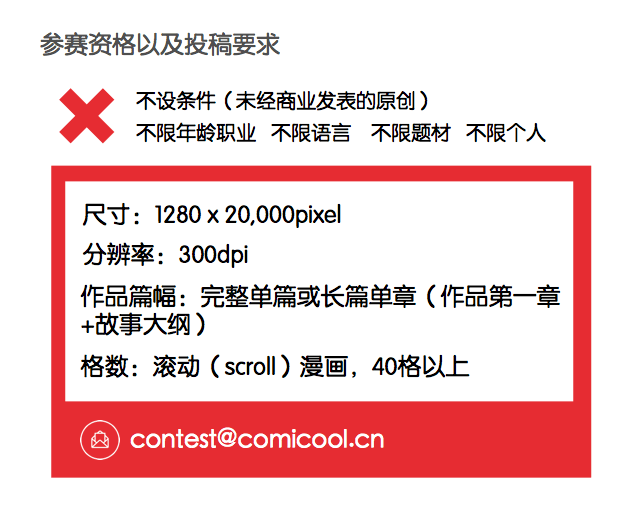 参赛资格以及投稿要求
不设条件（未经商业发表的原创）
不限年龄职业 不限语言 不限题材 不限个人
尺寸：1280 x 20,000pixel
分辨率：300dpi
作品篇幅：完整单篇或长篇单章（作品第一章
+故事大纲）
格数：滚动（scroll）漫画，40格以上
contest@comicool.cn